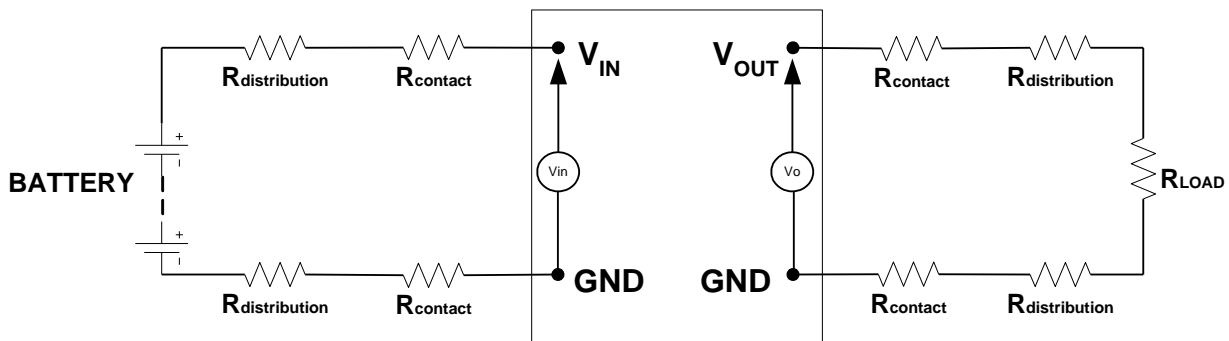 Rdistribution Rcontact
VIN VOUT
Rcontact Rdistribution
+
-
BATTERY
Vin Vo
RLOAD
+
-
GND GND
Rdistribution Rcontact
Rcontact Rdistribution